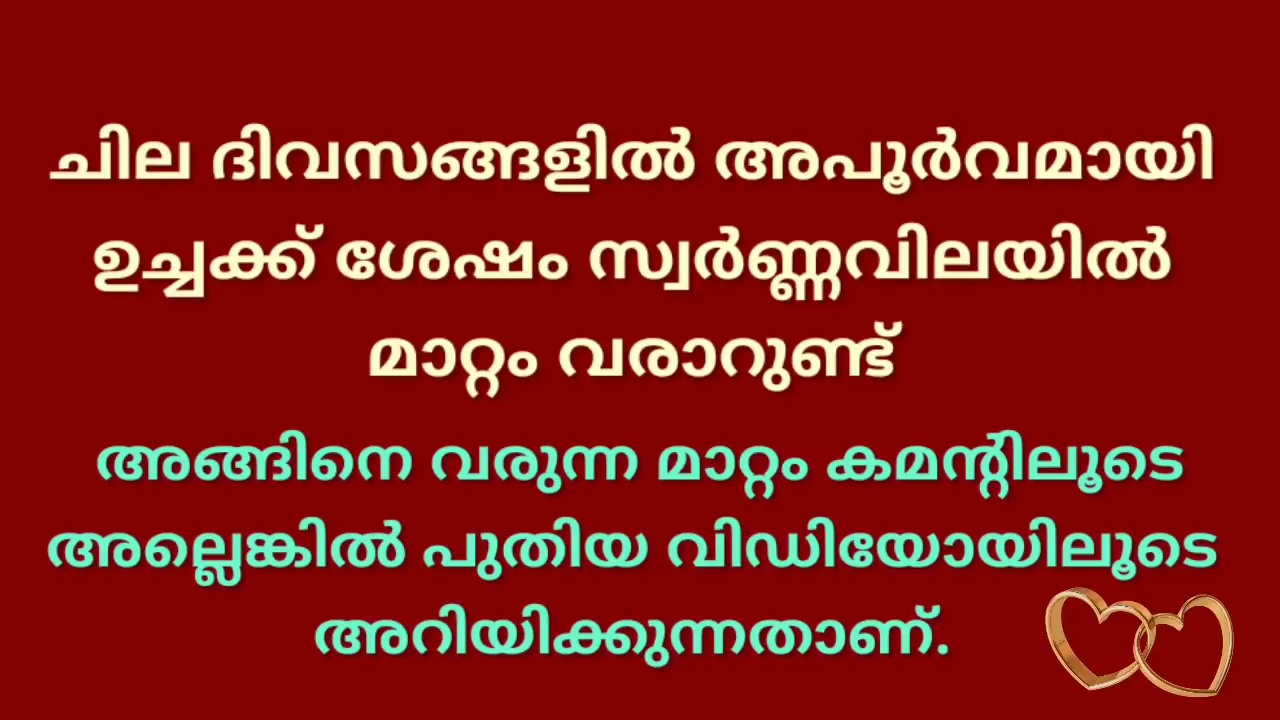 ചില ദിവസങ്ങളിൽ അപൂർവമായി
ഉച്ചക്ക് ശേഷം സ്വർണ്ണവിലയിൽ
മാറ്റം വരാറുണ്ട്
അങ്ങിനെ വരുന്ന മാറ്റം കമന്റിലൂടെ
അല്ലെങ്കിൽ പുതിയ വിഡിയോയിലൂടെ
അറിയിക്കുന്നതാണ്.